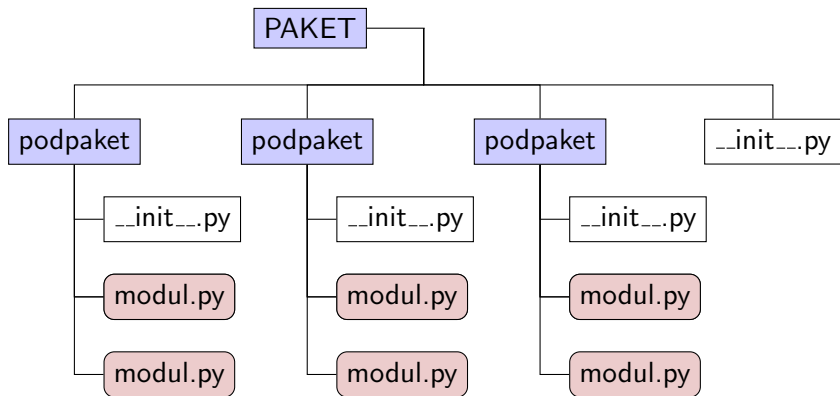 PAKET
podpaket podpaket podpaket __init__.py
__init__.py __init__.py __init__.py
modul.py modul.py modul.py
modul.py modul.py modul.py